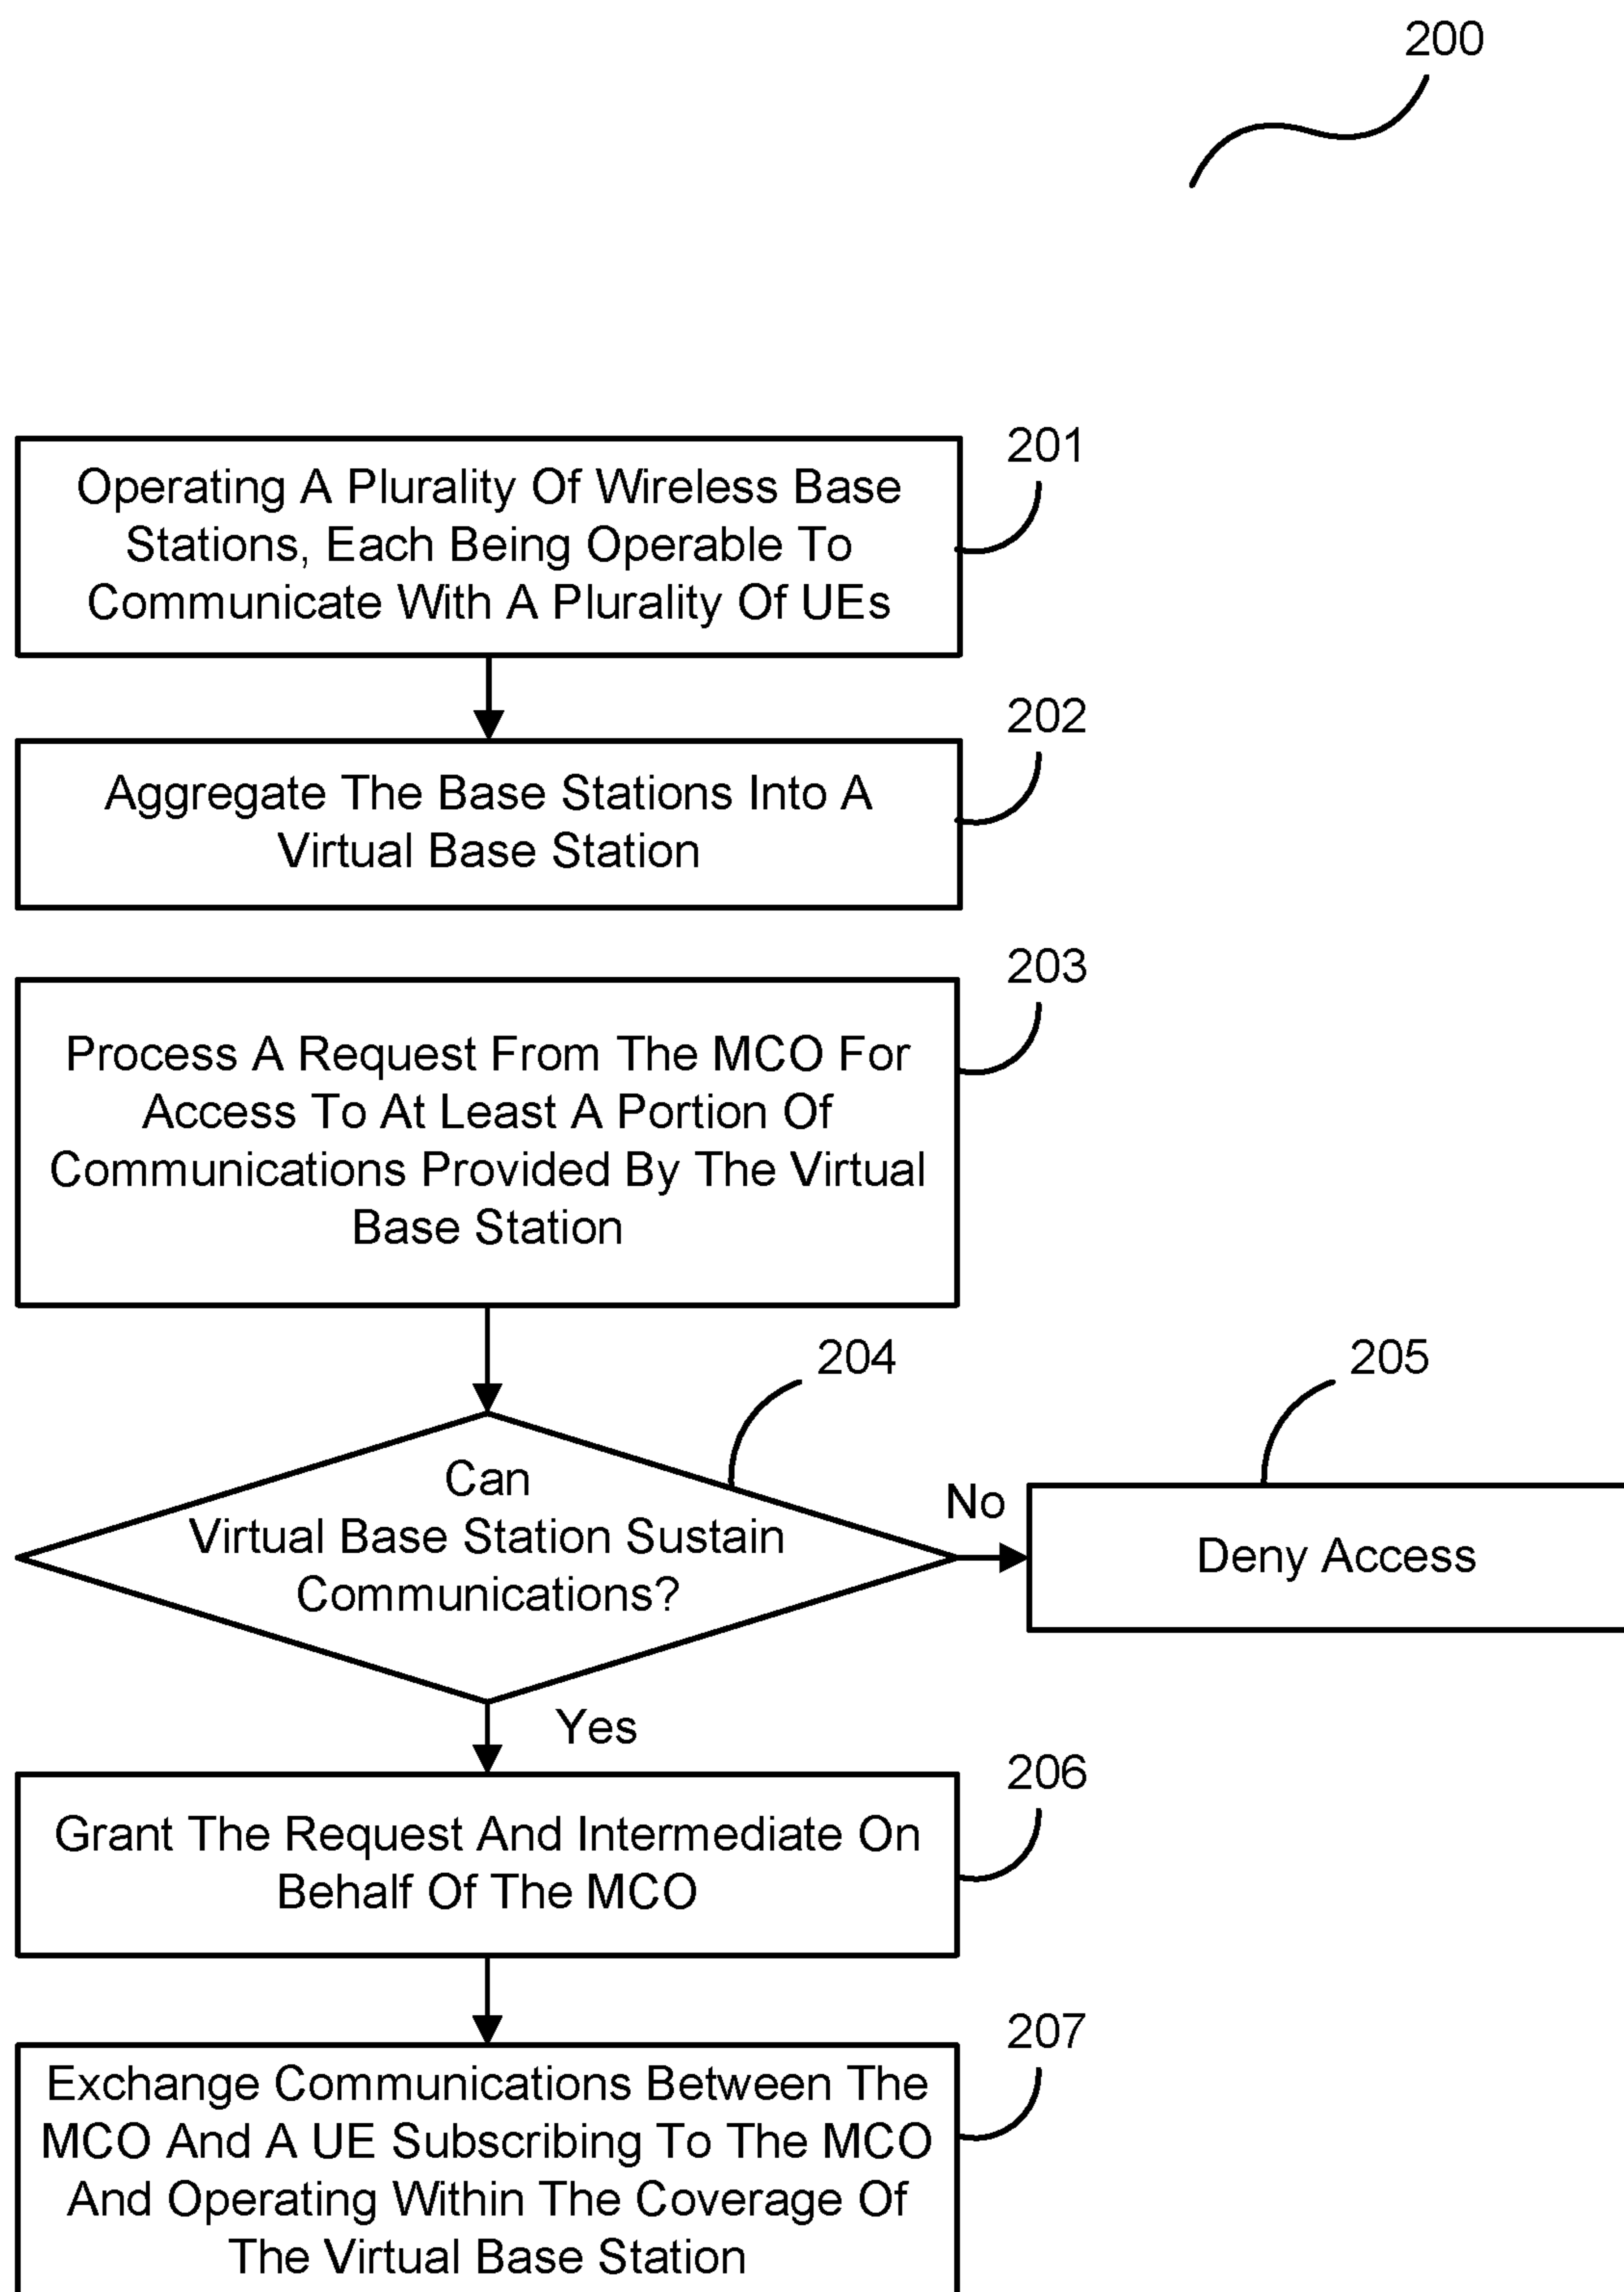 200
201
Operating A Plurality Of Wireless Base
Stations, Each Being Operable To
Communicate With A Plurality Of UEs
202
Aggregate The Base Stations Into A
Virtual Base Station
203
Process A Request From The MCO For
Access To At Least A Portion Of
Communications Provided By The Virtual
Base Station
204
205
Can
Virtual Base Station Sustain
Communications?
No
Deny Access
Yes
206
Grant The Request And Intermediate On
Behalf Of The MCO
207
Exchange Communications Between The
MCO And A UE Subscribing To The MCO
And Operating Within The Coverage Of
The Virtual Base Station